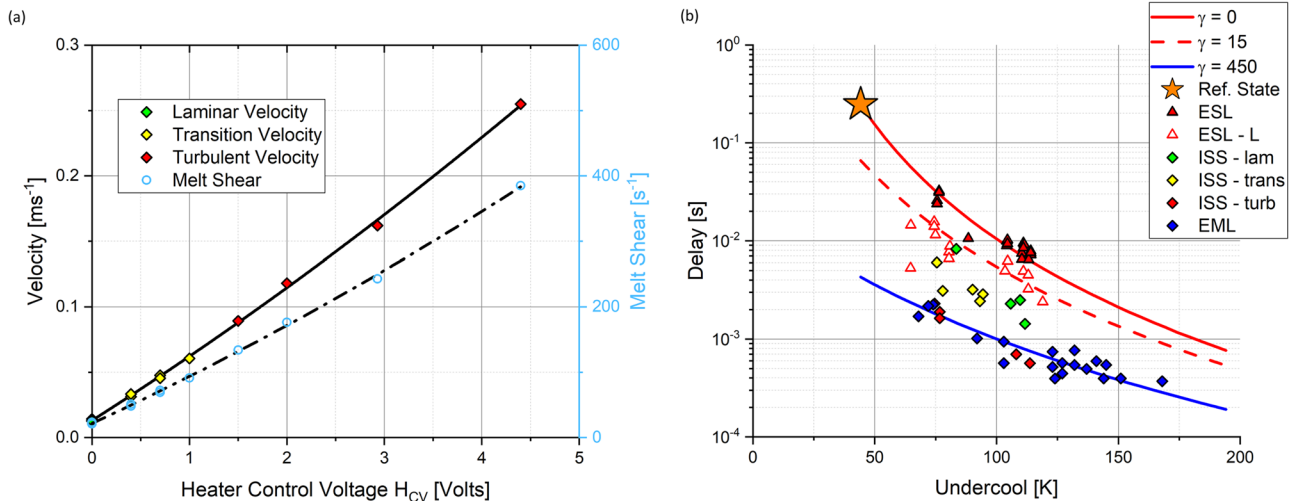 (a)
0.3
0.2
0.1
0.0
Velocity [ms⁻¹]
600
400
200
0
Melt Shear [s⁻¹]
Laminar Velocity
Transition Velocity
Turbulent Velocity
Melt Shear
0 1 2 3 4 5
Heater Control Voltage H_CV [Volts]
(b)
γ = 0
γ = 15
γ = 450
Ref. State
ESL
ESL - L
ISS - lam
ISS - trans
ISS - turb
EML
10⁰
10⁻¹
10⁻²
10⁻³
10⁻⁴
Delay [s]
0 50 100 150 200
Undercool [K]